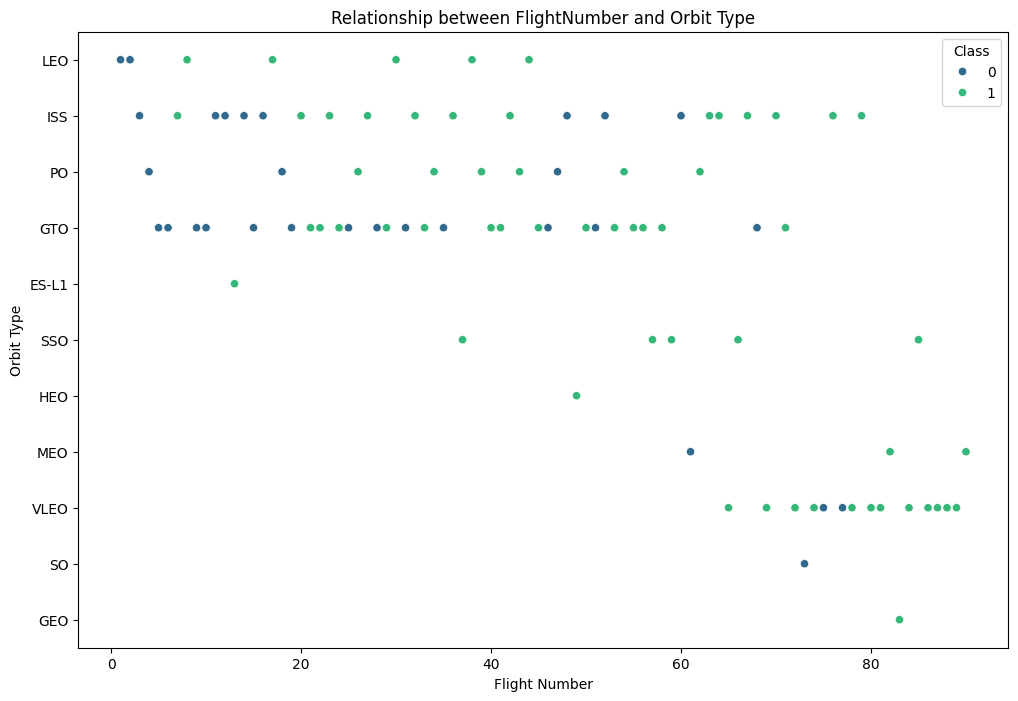 Relationship between FlightNumber and Orbit Type
Class
0
1
LEO
ISS
PO
GTO
ES-L1
SSO
HEO
MEO
VLEO
SO
GEO
Orbit Type
0
20
40
60
80
Flight Number